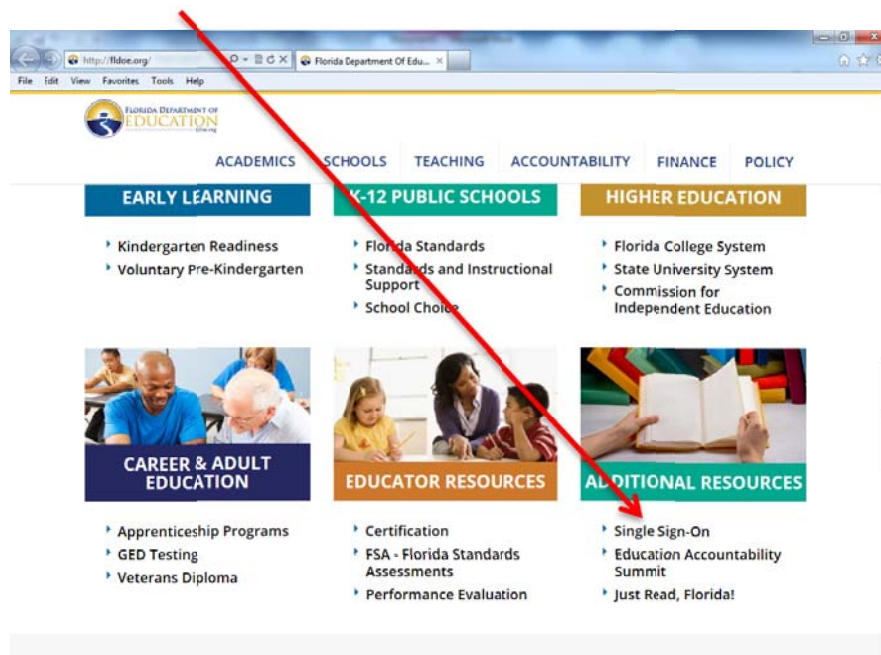 http://fldoe.org/
Florida Department Of Edu...
File Edit View Favorites Tools Help
FLORIDA DEPARTMENT OF
EDUCATION
fldoe.org
ACADEMICS SCHOOLS TEACHING ACCOUNTABILITY FINANCE POLICY
EARLY LEARNING
Kindergarten Readiness
Voluntary Pre-Kindergarten
K-12 PUBLIC SCHOOLS
Florida Standards
Standards and Instructional
Support
School Choice
HIGHER EDUCATION
Florida College System
State University System
Commission for
Independent Education
CAREER & ADULT
EDUCATION
Apprenticeship Programs
GED Testing
Veterans Diploma
EDUCATOR RESOURCES
Certification
FSA - Florida Standards
Assessments
Performance Evaluation
ADDITIONAL RESOURCES
Single Sign-On
Education Accountability
Summit
Just Read, Florida!